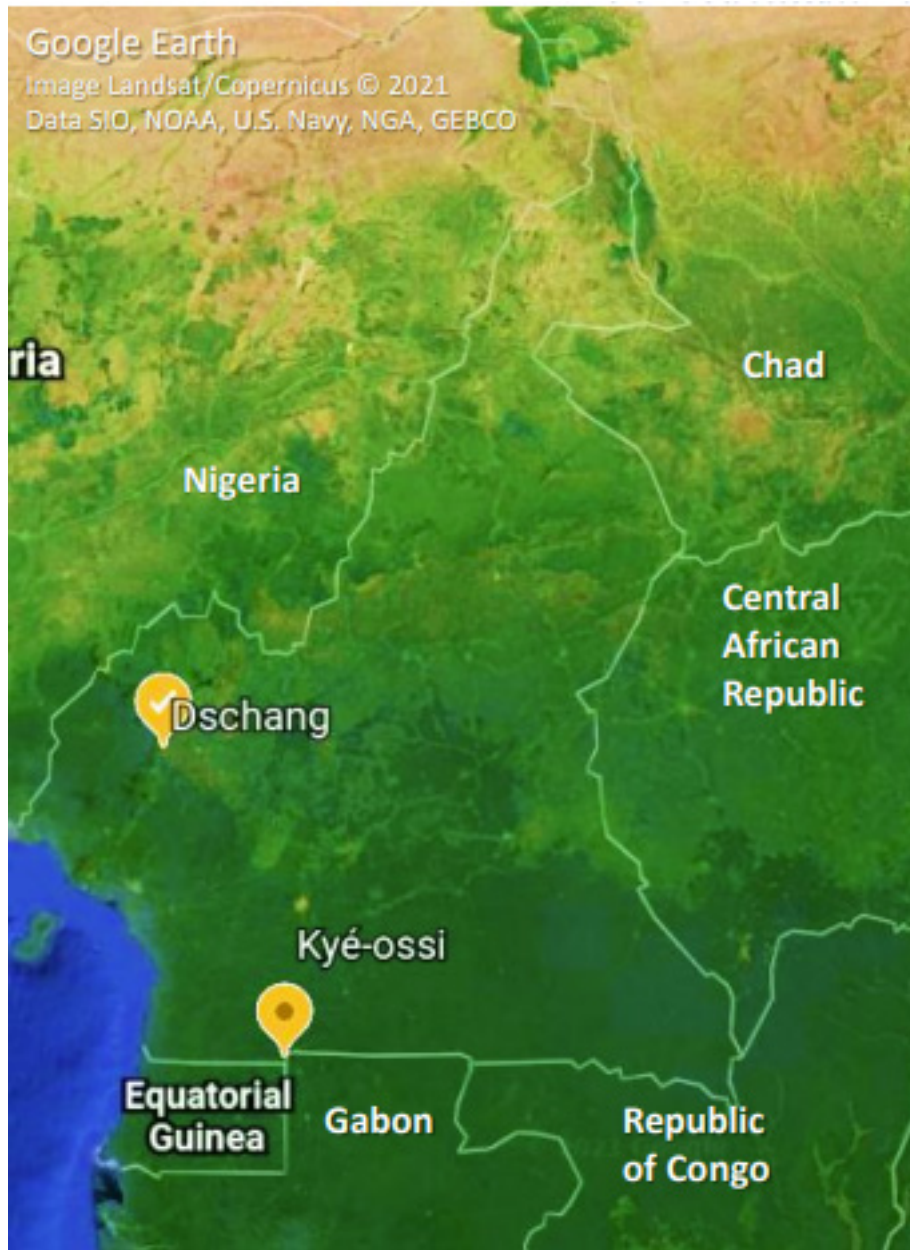 Google Earth
Image Landsat/Copernicus © 2021
Data SIO, NOAA, U.S. Navy, NGA, GEBCO
ria
Chad
Nigeria
Central
African
Republic
Dschang
Kyé-ossi
Equatorial
Guinea
Gabon
Republic
of Congo